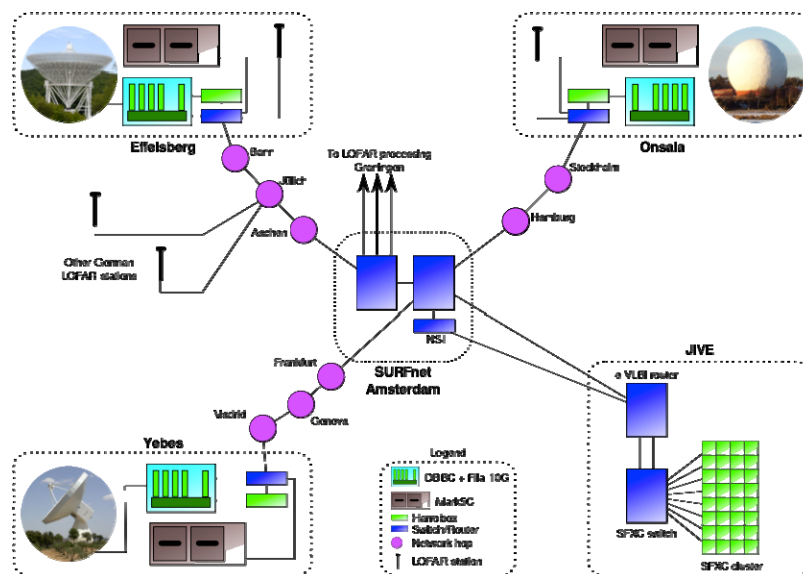 Effelsberg
Onsala
To LOFAR processing
Groningen
Stockholm
Jülich
Hamburg
Aachen
Other German
LOFAR stations
NSI
JIVE
Frankfurt
SURFnet
Amsterdam
e VLBI router
Madrid
Geneva
Yebes
Legend
DBBC + Fila 10G
Mark5C
Switch/Router
Network hop
SFXC switch
LOFAR station
SFXC cluster